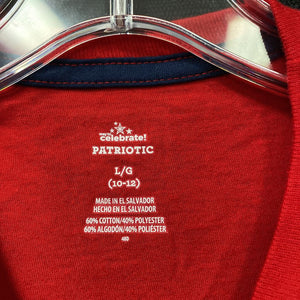 celebrate!
PATRIOTIC
L/G
(10-12)
MADE IN EL SALVADOR
HECHO EN EL SALVADOR
60% COTTON/40% POLYESTER
60% ALGODÓN/40% POLIÉSTER